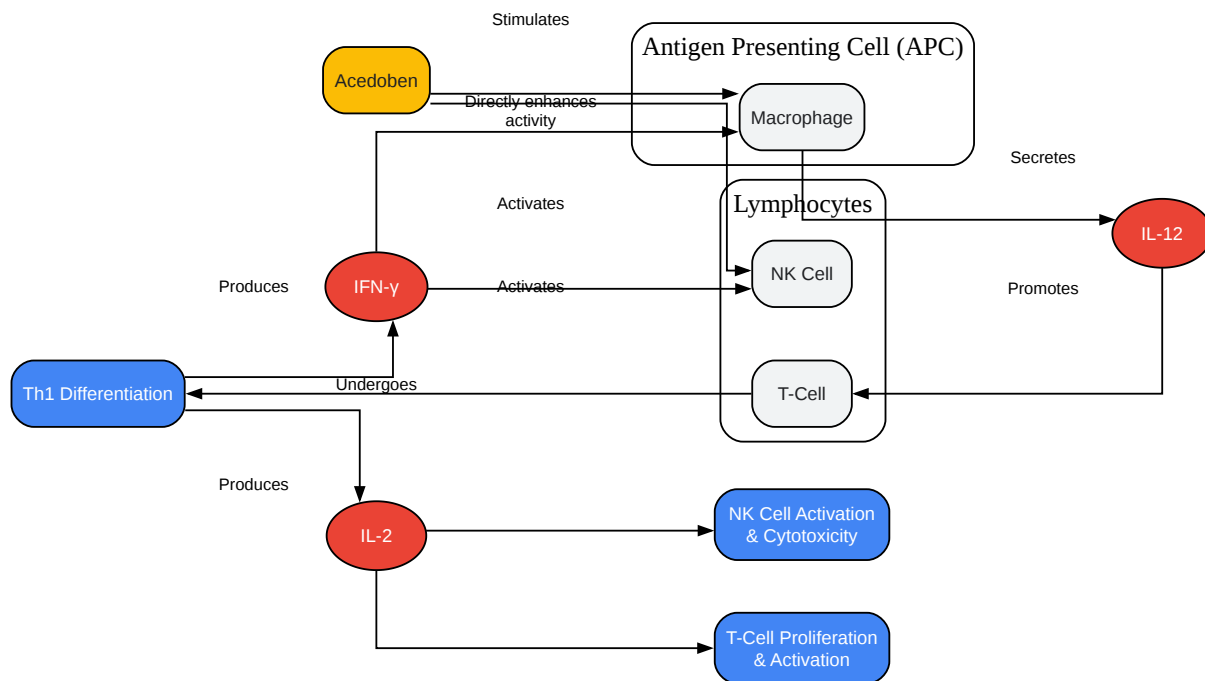 Stimulates
Antigen Presenting Cell (APC)
Acedoben
Directly enhances
activity
Macrophage
Secretes
Activates
Lymphocytes
IL-12
NK Cell
Produces
IFN-γ
Activates
Promotes
Undergoes
Th1 Differentiation
T-Cell
Produces
NK Cell Activation
& Cytotoxicity
IL-2
T-Cell Proliferation
& Activation